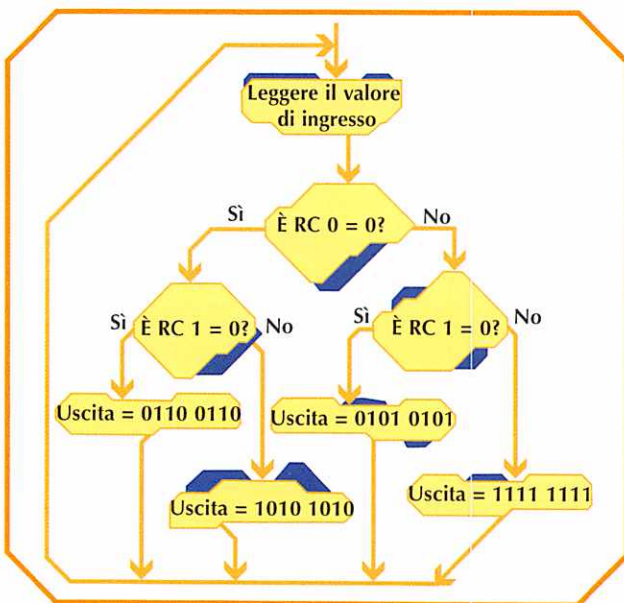 Leggere il valore
di ingresso
Sì
È RC 0 = 0?
No
Sì
È RC 1 = 0?
No
Sì
È RC 1 = 0?
No
Uscita = 0110 0110
Uscita = 0101 0101
Uscita = 1010 1010
Uscita = 1111 1111